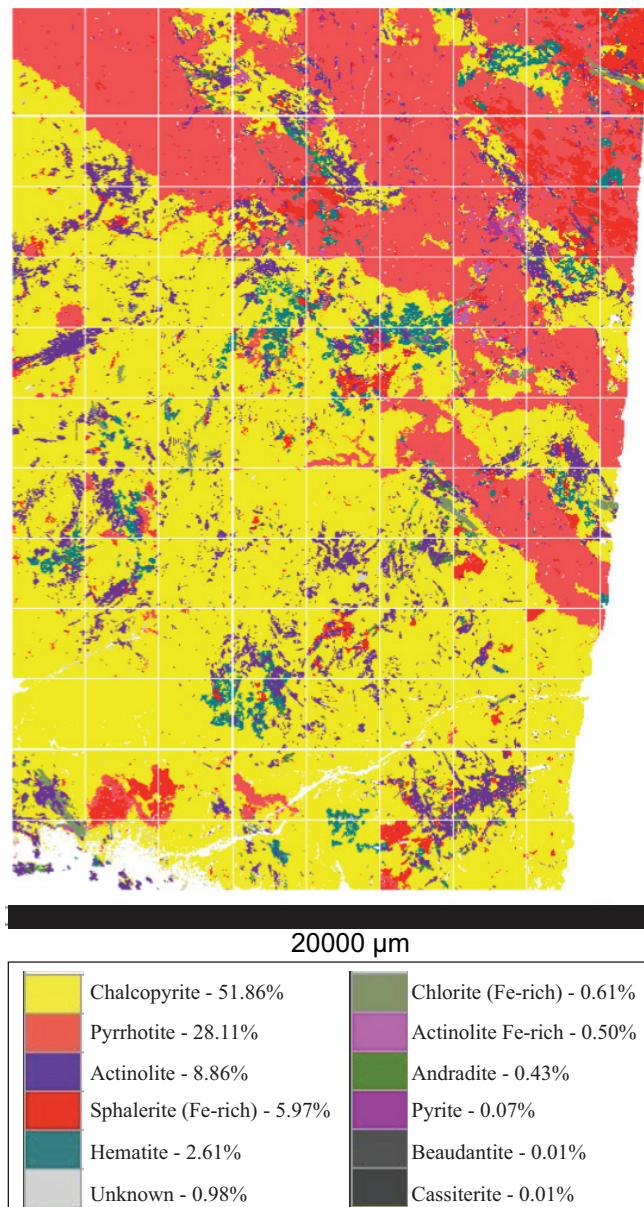 20000 µm
Chalcopyrite - 51.86%
Pyrrhotite - 28.11%
Actinolite - 8.86%
Sphalerite (Fe-rich) - 5.97%
Hematite - 2.61%
Unknown - 0.98%
Chlorite (Fe-rich) - 0.61%
Actinolite Fe-rich - 0.50%
Andradite - 0.43%
Pyrite - 0.07%
Beaudantite - 0.01%
Cassiterite - 0.01%